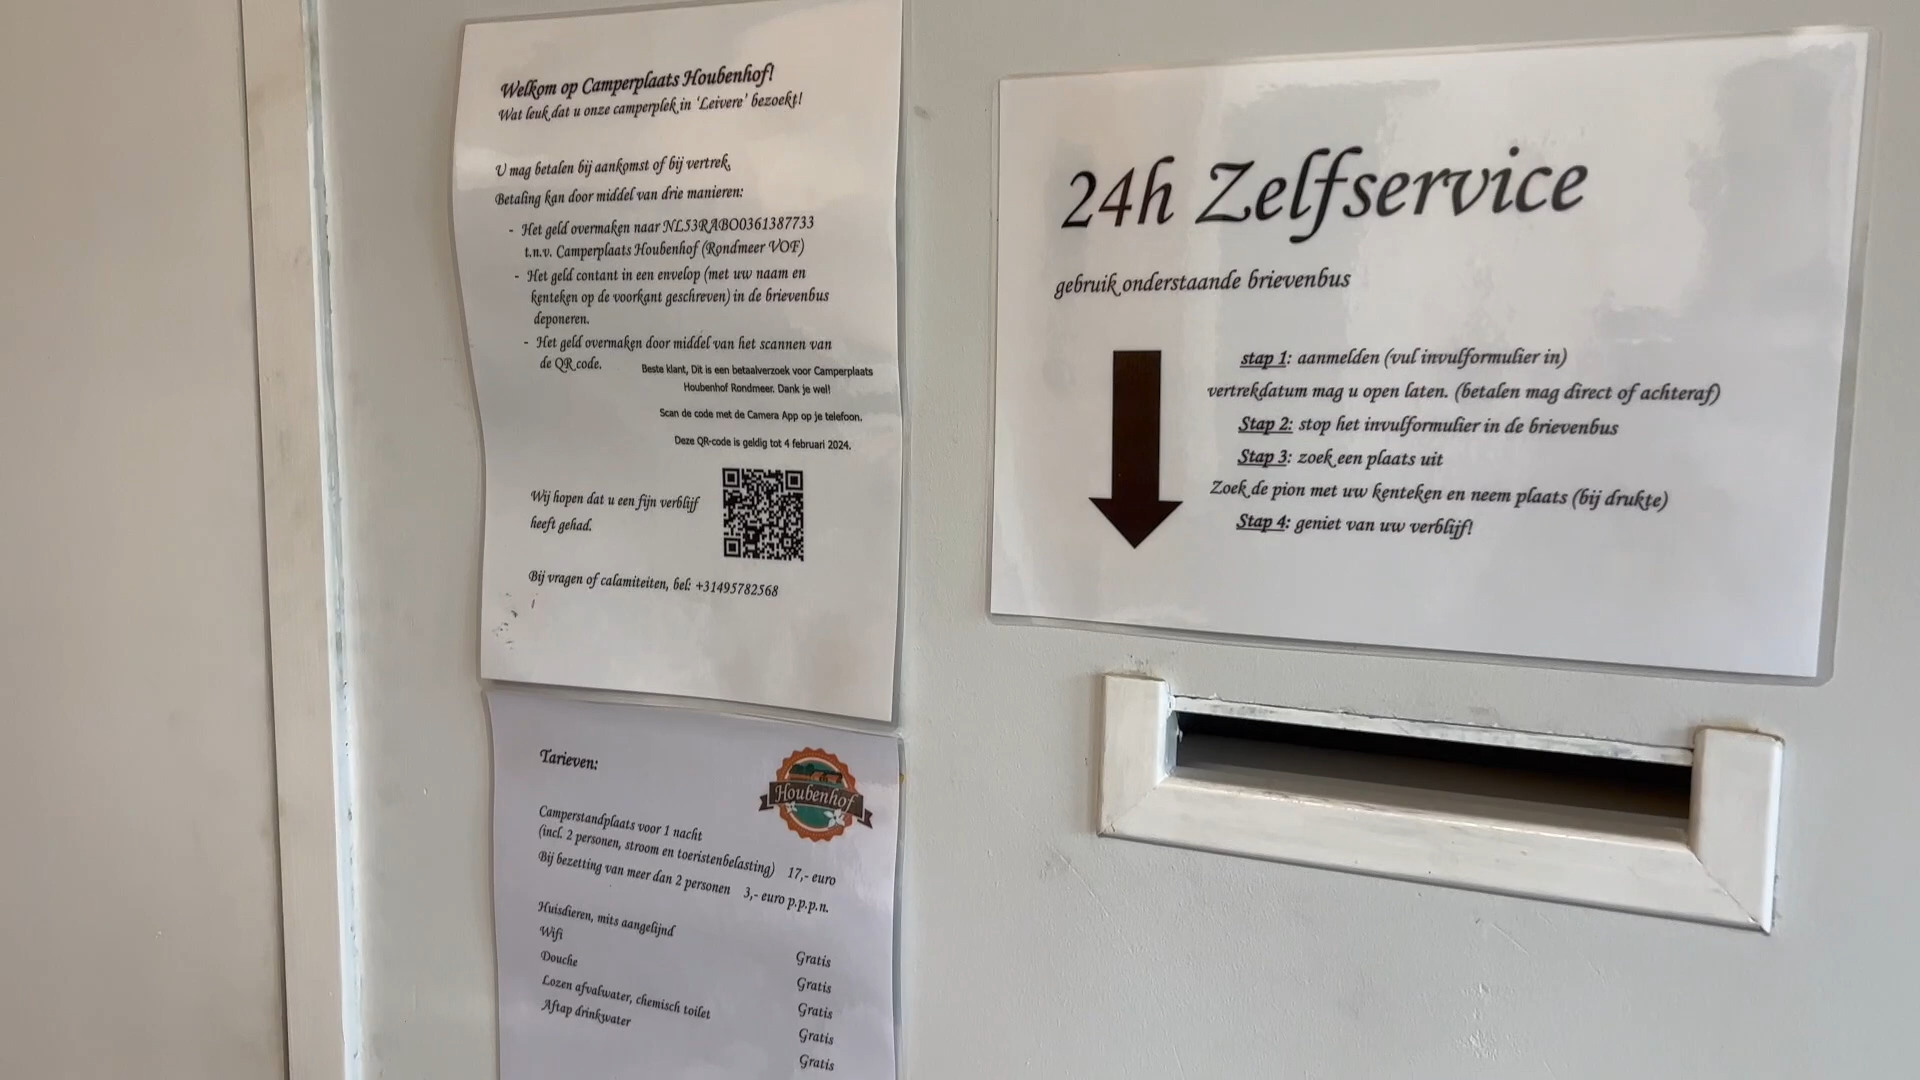 Welkom op Camperplaats Houbenhof!
Wat leuk dat u onze camperplek in 'Leivere' bezoekt!
U mag betalen bij aankomst of bij vertrek.
Betaling kan door middel van drie manieren:
- Het geld overmaken naar NL53RABO0361387733
t.n.v. Camperplaats Houbenhof (Rondmeer VOF)
- Het geld contant in een envelop (met uw naam en
kenteken op de voorkant geschreven) in de brievenbus
deponeren.
- Het geld overmaken door middel van het scannen van
de QR code.
Beste klant, Dit is een betaalverzoek voor Camperplaats
Houbenhof Rondmeer. Dank je wel!
Scan de code met de Camera App op je telefoon.
Deze QR-code is geldig tot 4 februari 2024.
Wij hopen dat u een fijn verblijf
heeft gehad.
Bij vragen of calamiteiten, bel: +31495782568
Tarieven:
Houbenhof
Camperstandplaats voor 1 nacht
(incl. 2 personen, stroom en toeristenbelasting) 17,- euro
Bij bezetting van meer dan 2 personen 3,- euro p.p.p.n.
Huisdieren, mits aangelijnd Gratis
Wifi Gratis
Douche Gratis
Lozen afvalwater, chemisch toilet Gratis
Aftap drinkwater Gratis
24h Zelfservice
gebruik onderstaande brievenbus
stap 1: aanmelden (vul invulformulier in)
vertrekdatum mag u open laten. (betalen mag direct of achteraf)
Stap 2: stop het invulformulier in de brievenbus
Stap 3: zoek een plaats uit
Zoek de pion met uw kenteken en neem plaats (bij drukte)
Stap 4: geniet van uw verblijf!